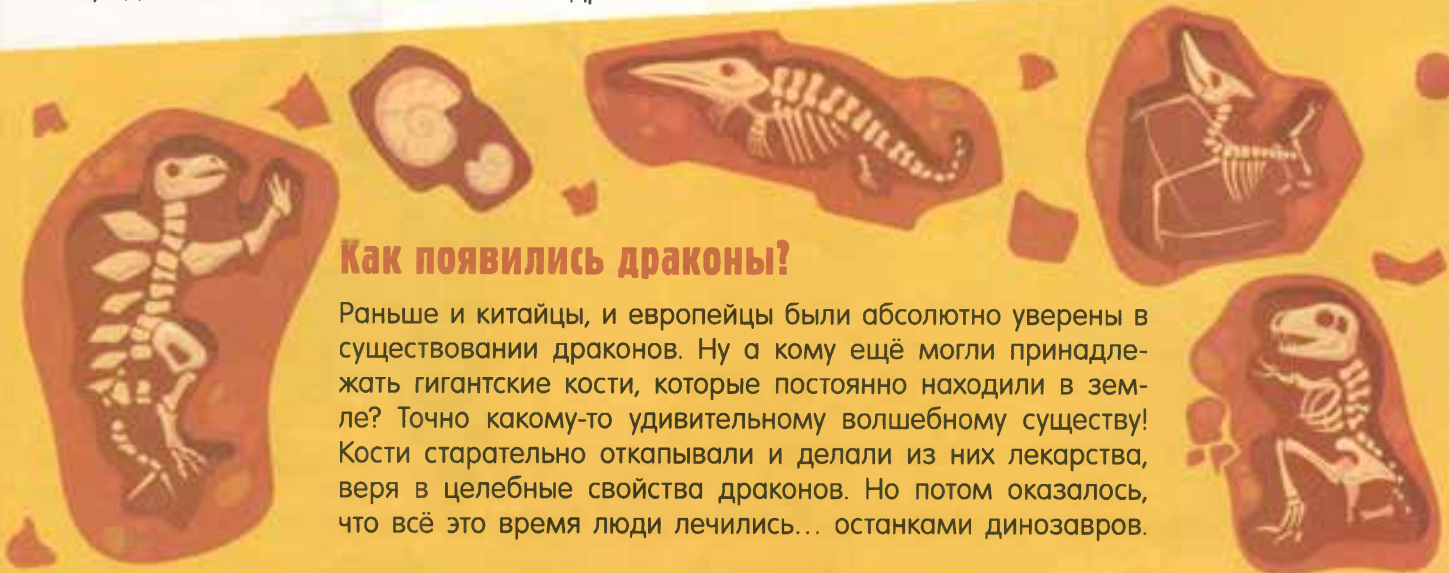 Как появились драконы?
Раньше и китайцы, и европейцы были абсолютно уверены в
существовании драконов. Ну а кому ещё могли принадле-
жать гигантские кости, которые постоянно находили в зем-
ле? Точно какому-то удивительному волшебному существу!
Кости старательно откапывали и делали из них лекарства,
веря в целебные свойства драконов. Но потом оказалось,
что всё это время люди лечились... останками динозавров.